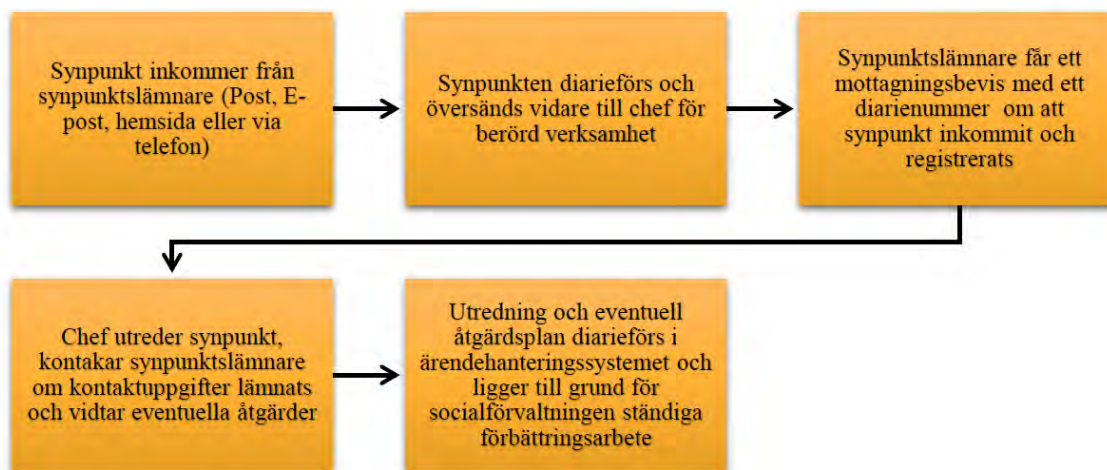 Synpunkt inkommer från
synpunktslämnare (Post, E-
post, hemsida eller via
telefon)
Synpunkten diarieförs och
översänds vidare till chef för
berörd verksamhet
Synpunktslämnare får ett
mottagningsbevis med ett
diarienummer om att
synpunkt inkommit och
registrerats
Chef utreder synpunkt,
kontakar synpunktslämnare
om kontaktuppgifter lämnats
och vidtar eventuella åtgärder
Utredning och eventuell
åtgärdsplan diarieförs i
ärendehanteringssystemet och
ligger till grund för
socialförvaltningen ständiga
förbättringsarbete